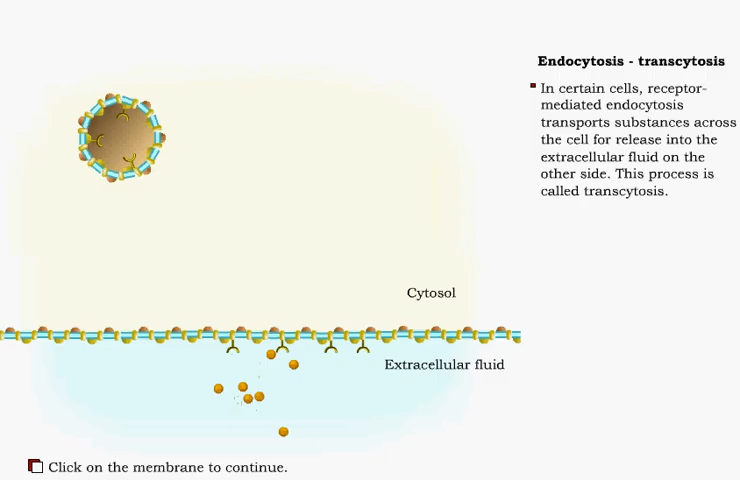 Endocytosis - transcytosis
In certain cells, receptor-
mediated endocytosis
transports substances across
the cell for release into the
extracellular fluid on the
other side. This process is
called transcytosis.
Cytosol
Extracellular fluid
Click on the membrane to continue.